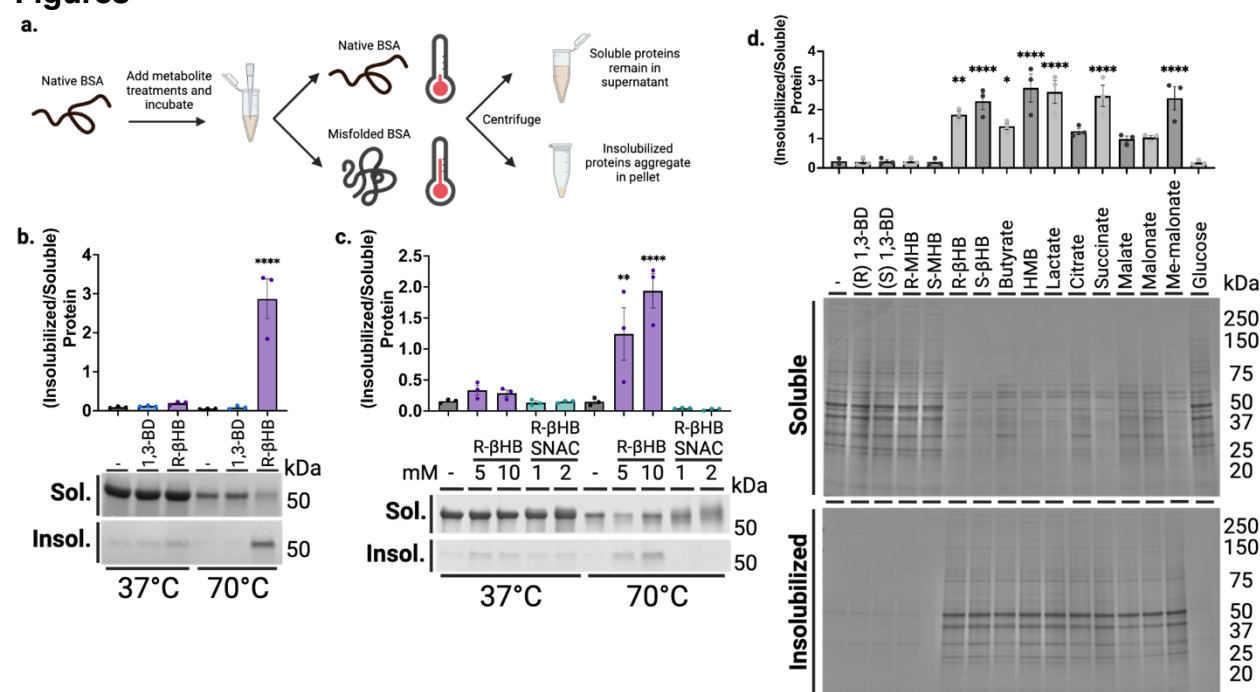 Figures
a.
Native BSA
Add metabolite
treatments and
incubate
Native BSA
Misfolded BSA
Centrifuge
Soluble proteins
remain in
supernatant
Insolubilized
proteins aggregate
in pellet
b.
(Insolubilized/Soluble)
Protein
4
3
2
1
0
****
-
1,3-BD
R-βHB
-
1,3-BD
R-βHB
kDa
Sol.
50
Insol.
50
37°C
70°C
c.
(Insolubilized/Soluble)
Protein
2.5
2.0
1.5
1.0
0.5
0.0
**
****
R-βHB
R-βHB
SNAC
R-βHB
R-βHB
SNAC
mM
- 5 10 1 2 - 5 10 1 2
kDa
Sol.
50
Insol.
50
37°C
70°C
d.
(Insolubilized/Soluble)
Protein
4
3
2
1
0
**
****
*
****
****
****
****
-
(R) 1,3-BD
(S) 1,3-BD
R-MHB
S-MHB
R-βHB
S-βHB
Butyrate
HMB
Lactate
Citrate
Succinate
Malate
Malonate
Me-malonate
Glucose
kDa
Soluble
250
150
75
50
37
25
20
Insolubilized
250
150
75
50
37
25
20